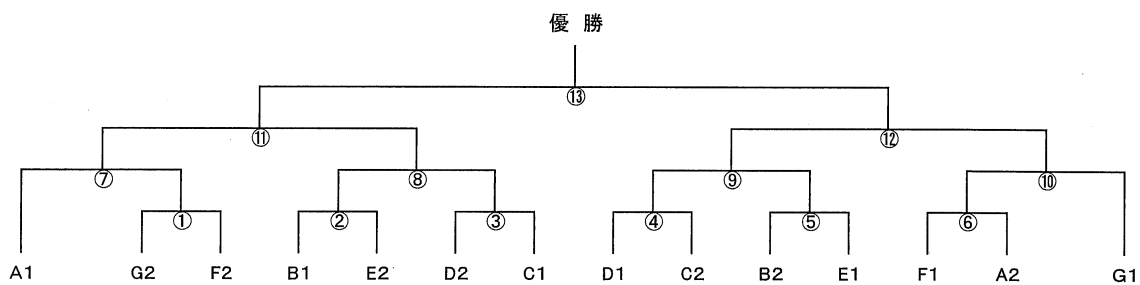 優勝
⑬
⑪ ⑫
⑦ ⑧ ⑨ ⑩
① ② ③ ④ ⑤ ⑥
A1 G2 F2 B1 E2 D2 C1 D1 C2 B2 E1 F1 A2 G1